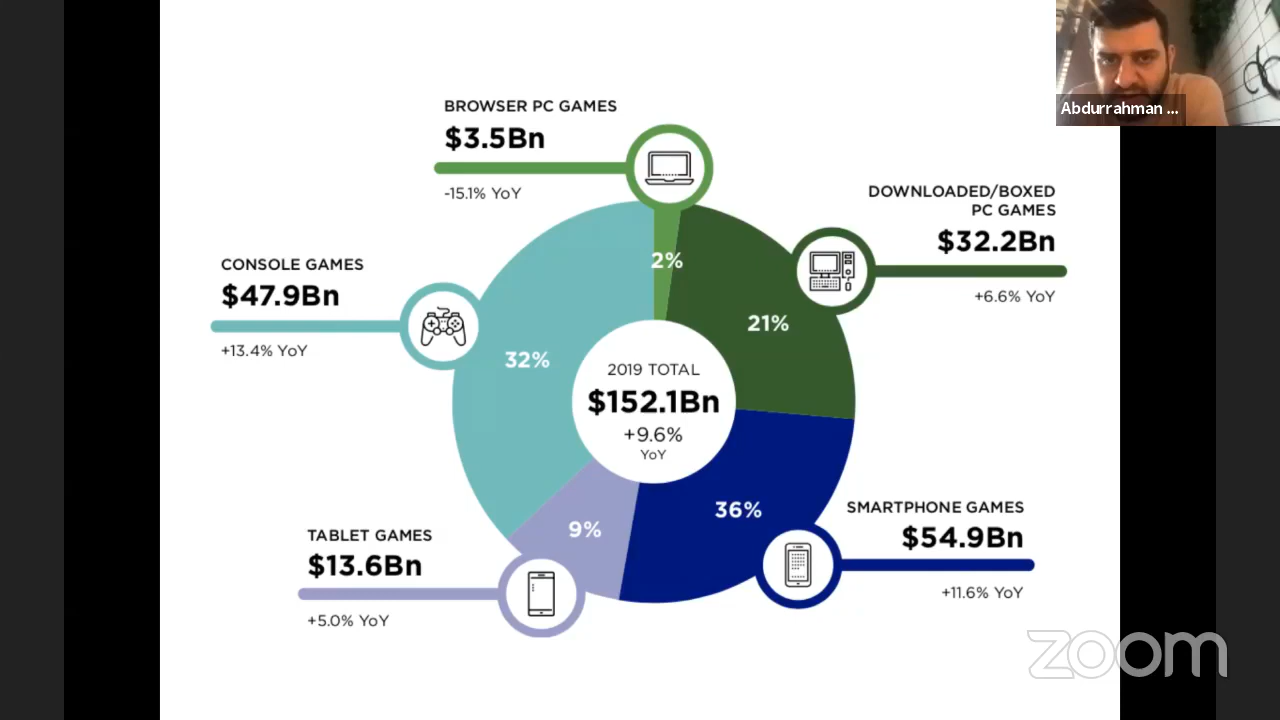 Abdurrahman ...
BROWSER PC GAMES
$3.5Bn
-15.1% YoY
DOWNLOADED/BOXED
PC GAMES
$32.2Bn
+6.6% YoY
CONSOLE GAMES
$47.9Bn
+13.4% YoY
2%
21%
32%
2019 TOTAL
$152.1Bn
+9.6%
YoY
36%
9%
SMARTPHONE GAMES
$54.9Bn
+11.6% YoY
TABLET GAMES
$13.6Bn
+5.0% YoY
zoom